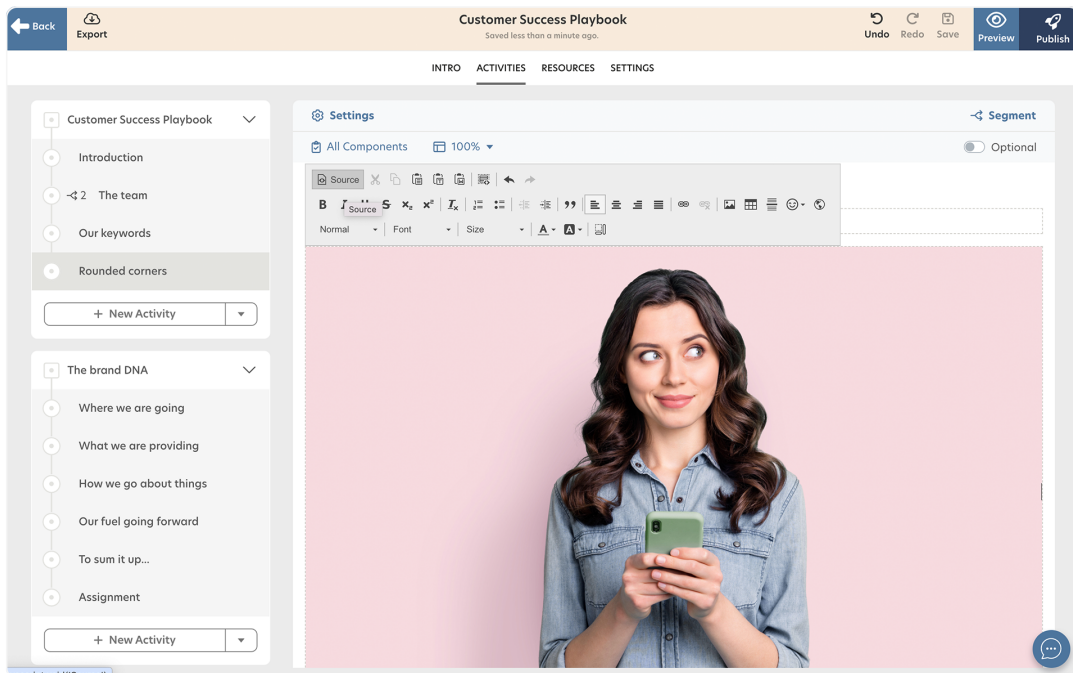 Back
Export
Customer Success Playbook
Saved less than a minute ago.
Undo
Redo
Save
Preview
Publish
INTRO ACTIVITIES RESOURCES SETTINGS
Customer Success Playbook
Introduction
2 The team
Our keywords
Rounded corners
+ New Activity
The brand DNA
Where we are going
What we are providing
How we go about things
Our fuel going forward
To sum it up...
Assignment
+ New Activity
Settings
Segment
All Components
100%
Optional
Source
B I U S x₂ x² Tx
Source
Normal Font Size A A